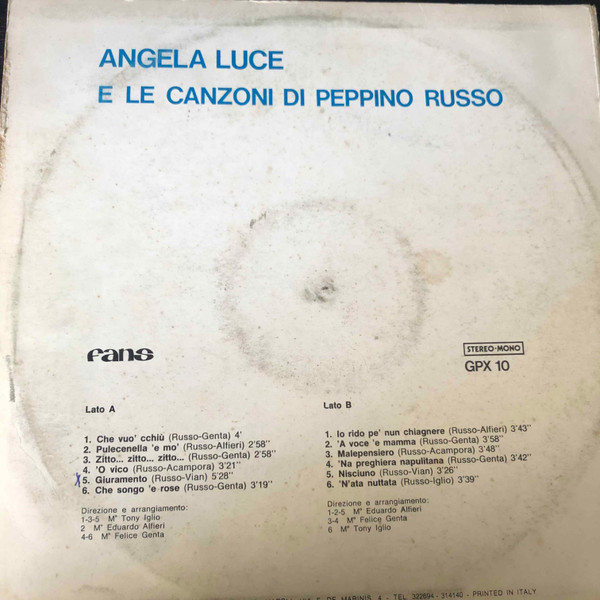 ANGELA LUCE
E LE CANZONI DI PEPPINO RUSSO
fans
STEREO-MONO
GPX 10
Lato A
1. Che vuo' cchiù (Russo-Genta) 4'
2. Pulecenella 'e mo' (Russo-Alfieri) 2'58"
3. Zitto... zitto... zitto... (Russo-Genta) 2'58"
4. 'O vico (Russo-Acampora) 3'21"
5. Giuramento (Russo-Vian) 5'28"
6. Che songo 'e rose (Russo-Genta) 3'19"
Direzione e arrangiamento:
1-3-5 M° Tony Iglio
2 M° Eduardo Alfieri
4-6 M° Felice Genta
Lato B
1. Io rido pe' nun chiagnere (Russo-Alfieri) 3'43"
2. 'A voce 'e mamma (Russo-Genta) 3'58"
3. Malepensiero (Russo-Acampora) 3'48"
4. 'Na preghiera napulitana (Russo-Genta) 3'42"
5. Nisciuno (Russo-Vian) 3'26"
6. 'N'ata nuttata (Russo-Iglio) 3'39"
Direzione e arrangiamento:
1-2-5 M° Eduardo Alfieri
3-4 M° Felice Genta
6 M° Tony Iglio
DE MARINIS, 4 - TEL. 322694 - 314140 - PRINTED IN ITALY